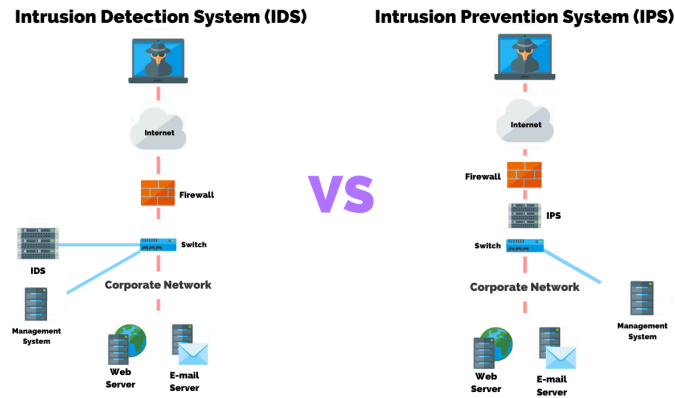 Intrusion Detection System (IDS)
Internet
Firewall
Switch
IDS
Corporate Network
Management
System
Web
Server
E-mail
Server
VS
Intrusion Prevention System (IPS)
Internet
Firewall
IPS
Switch
Corporate Network
Management
System
Web
Server
E-mail
Server